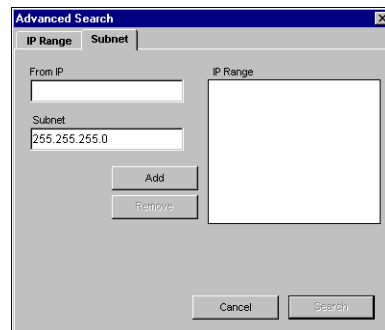 Advanced Search
IP Range Subnet
From IP
IP Range
Subnet
255.255.255.0
Add
Remove
Cancel Search